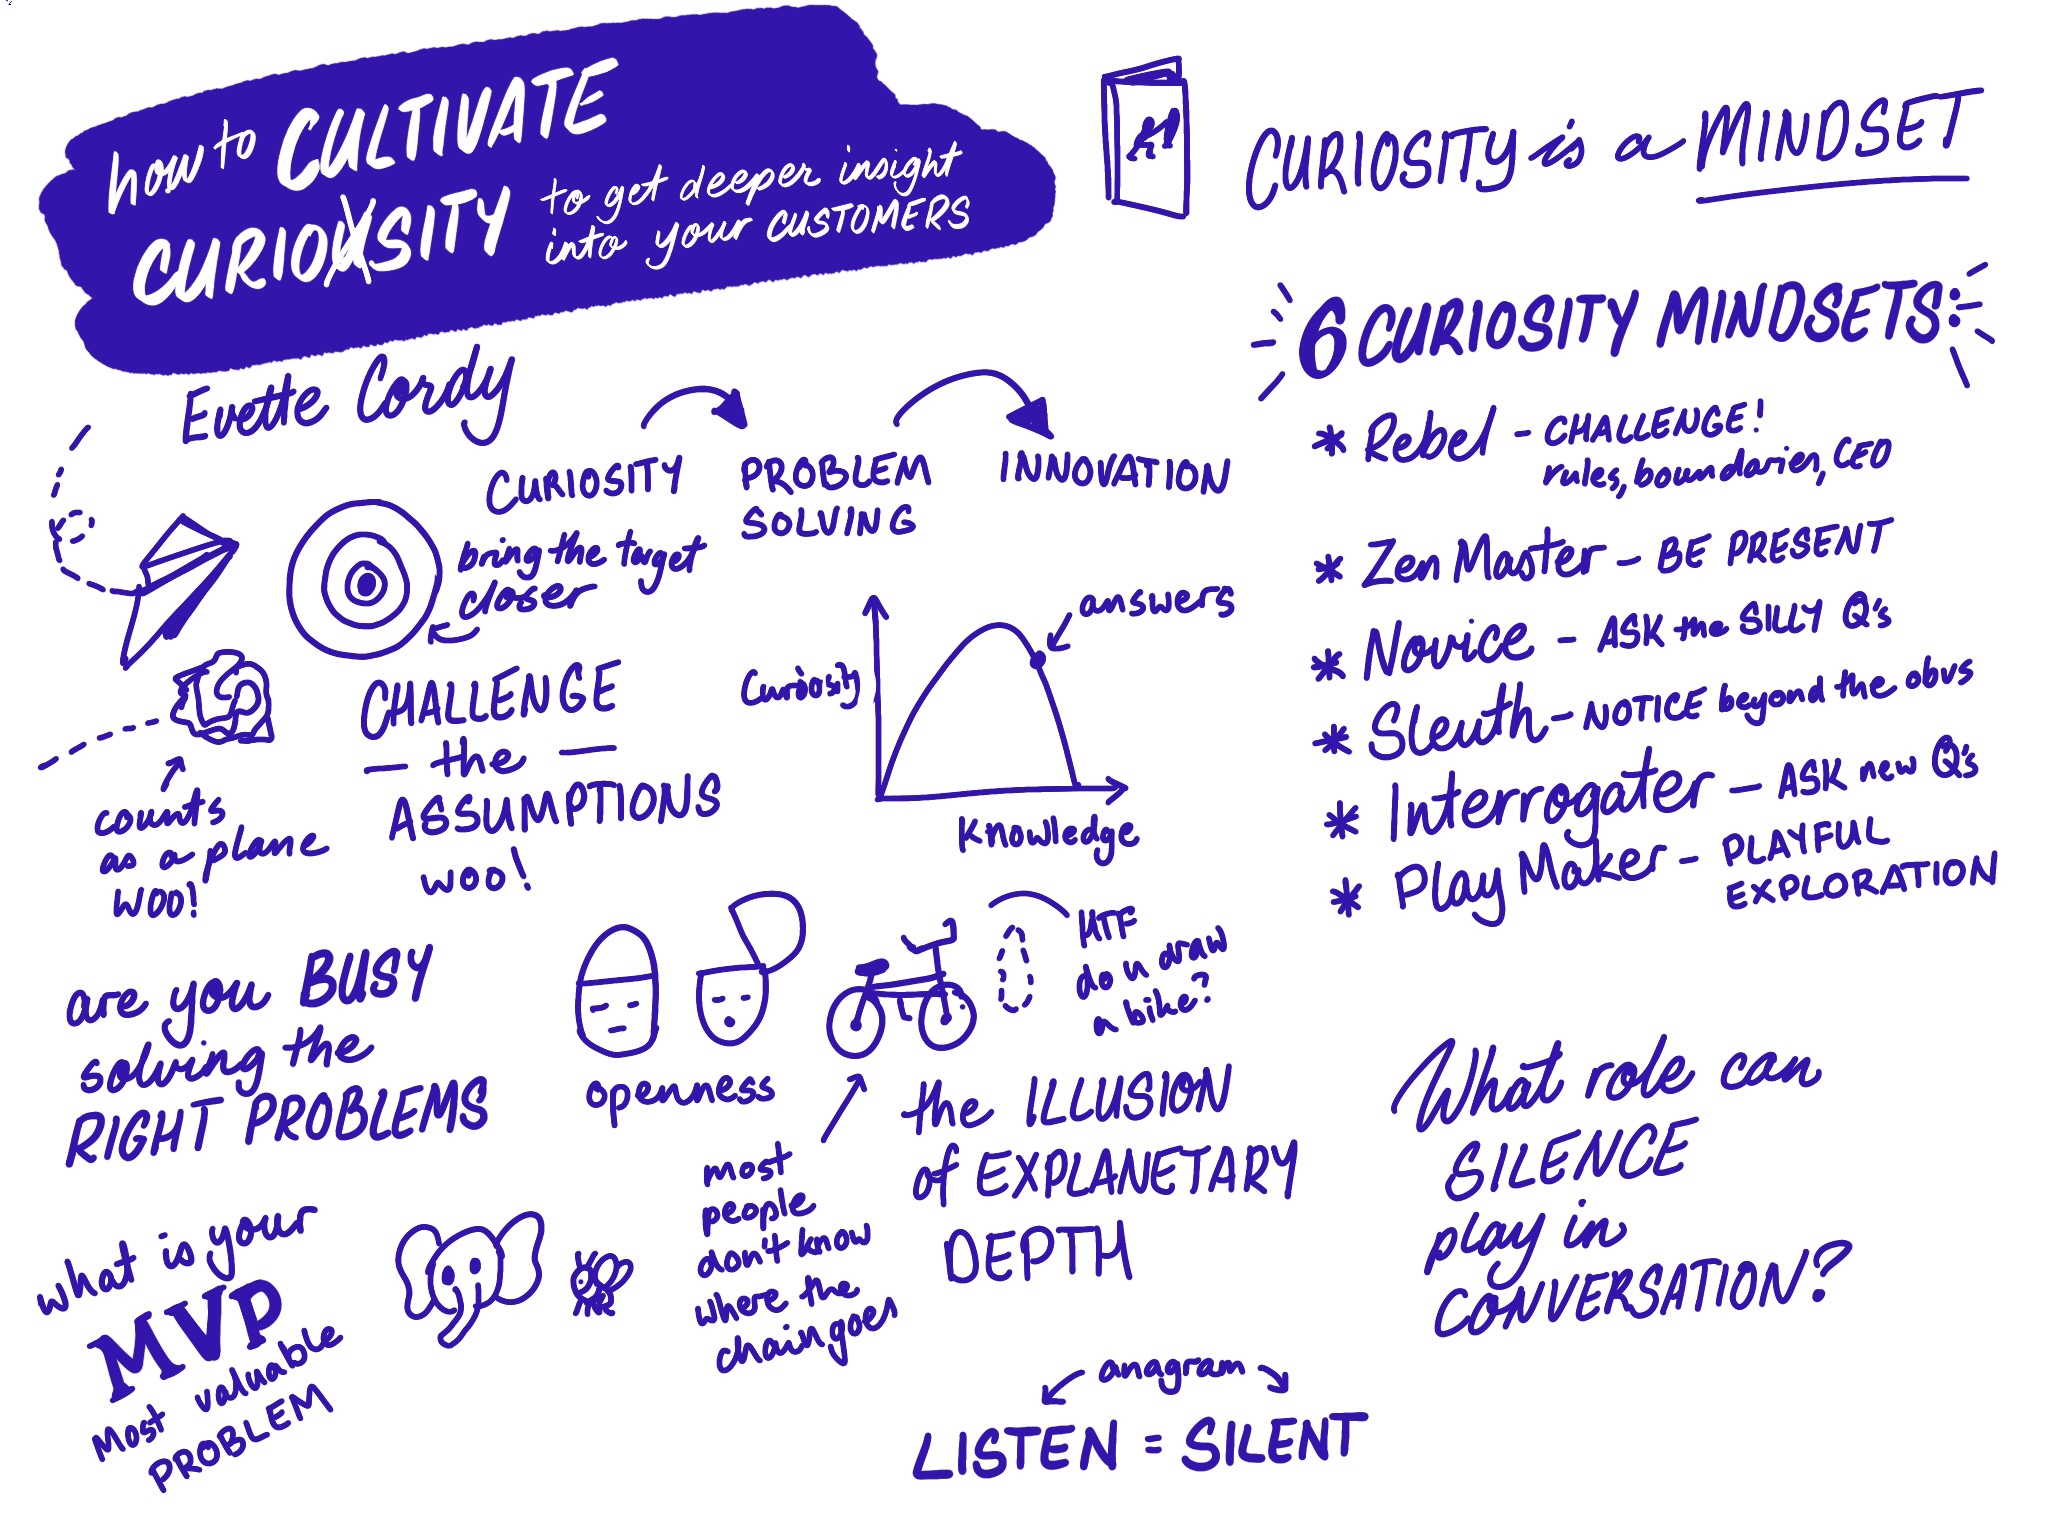 how to CULTIVATE
CURIOUSITY to get deeper insight
into your CUSTOMERS
Evette Cordy
CURIOSITY PROBLEM SOLVING INNOVATION
bring the target
closer
CHALLENGE
- the -
ASSUMPTIONS
woo!
counts
as a plane
woo!
answers
Curiosity
Knowledge
are you BUSY
solving the
RIGHT PROBLEMS
openness
WTF
do u draw
a bike?
most
people
don't know
where the
chain goes
the ILLUSION
of EXPLANETARY
DEPTH
what is your
MVP
Most valuable
PROBLEM
anagram
LISTEN = SILENT
CURIOSITY is a MINDSET
6 CURIOSITY MINDSETS:
* Rebel - CHALLENGE!
rules, boundaries, CEO
* Zen Master - BE PRESENT
* Novice - ASK the SILLY Q's
* Sleuth - NOTICE beyond the obvs
* Interrogater - ASK new Q's
* Play Maker - PLAYFUL
EXPLORATION
What role can
SILENCE
play in
CONVERSATION?